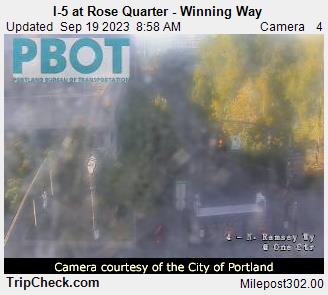 I-5 at Rose Quarter - Winning Way
Updated Sep 19 2023 8:58 AM Camera 4
PBOT
PORTLAND BUREAU OF TRANSPORTATION
4 - N. Ramsey Wy
@ One Ctr
Camera courtesy of the City of Portland
TripCheck.com Milepost302.00